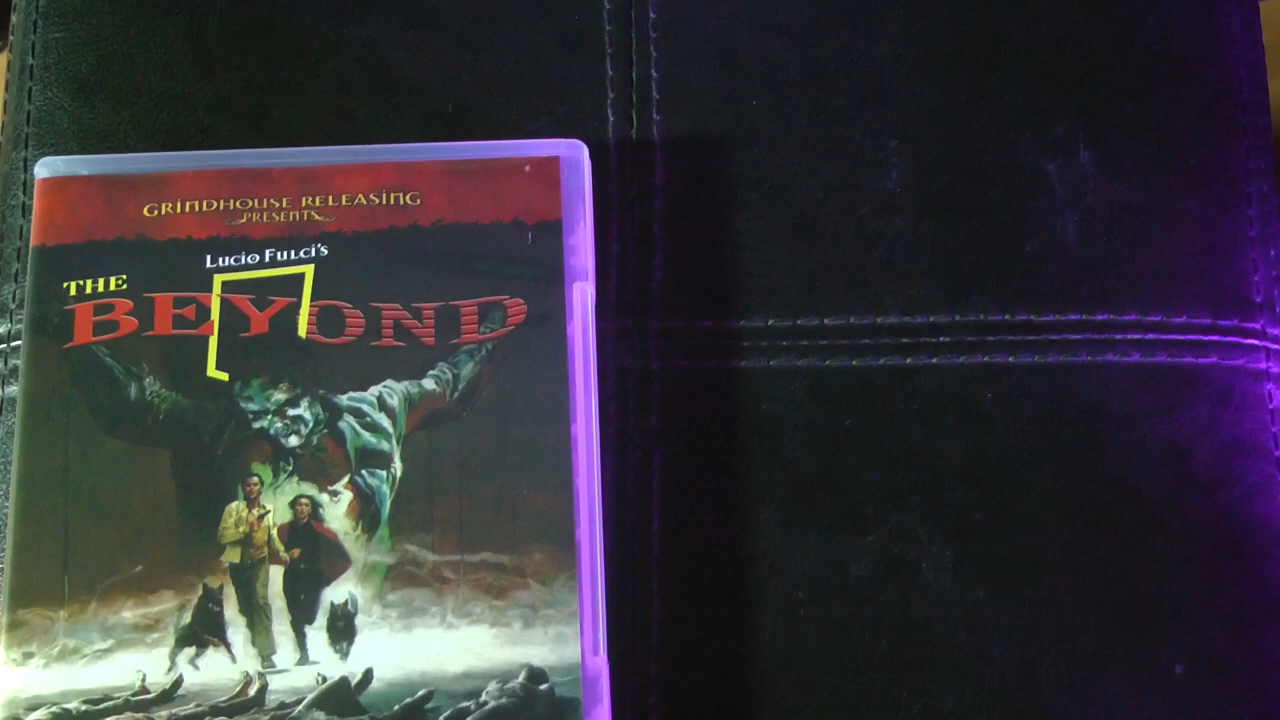 GRINDHOUSE RELEASING
PRESENTS
LUCIO FULCI'S
THE
BEYOND